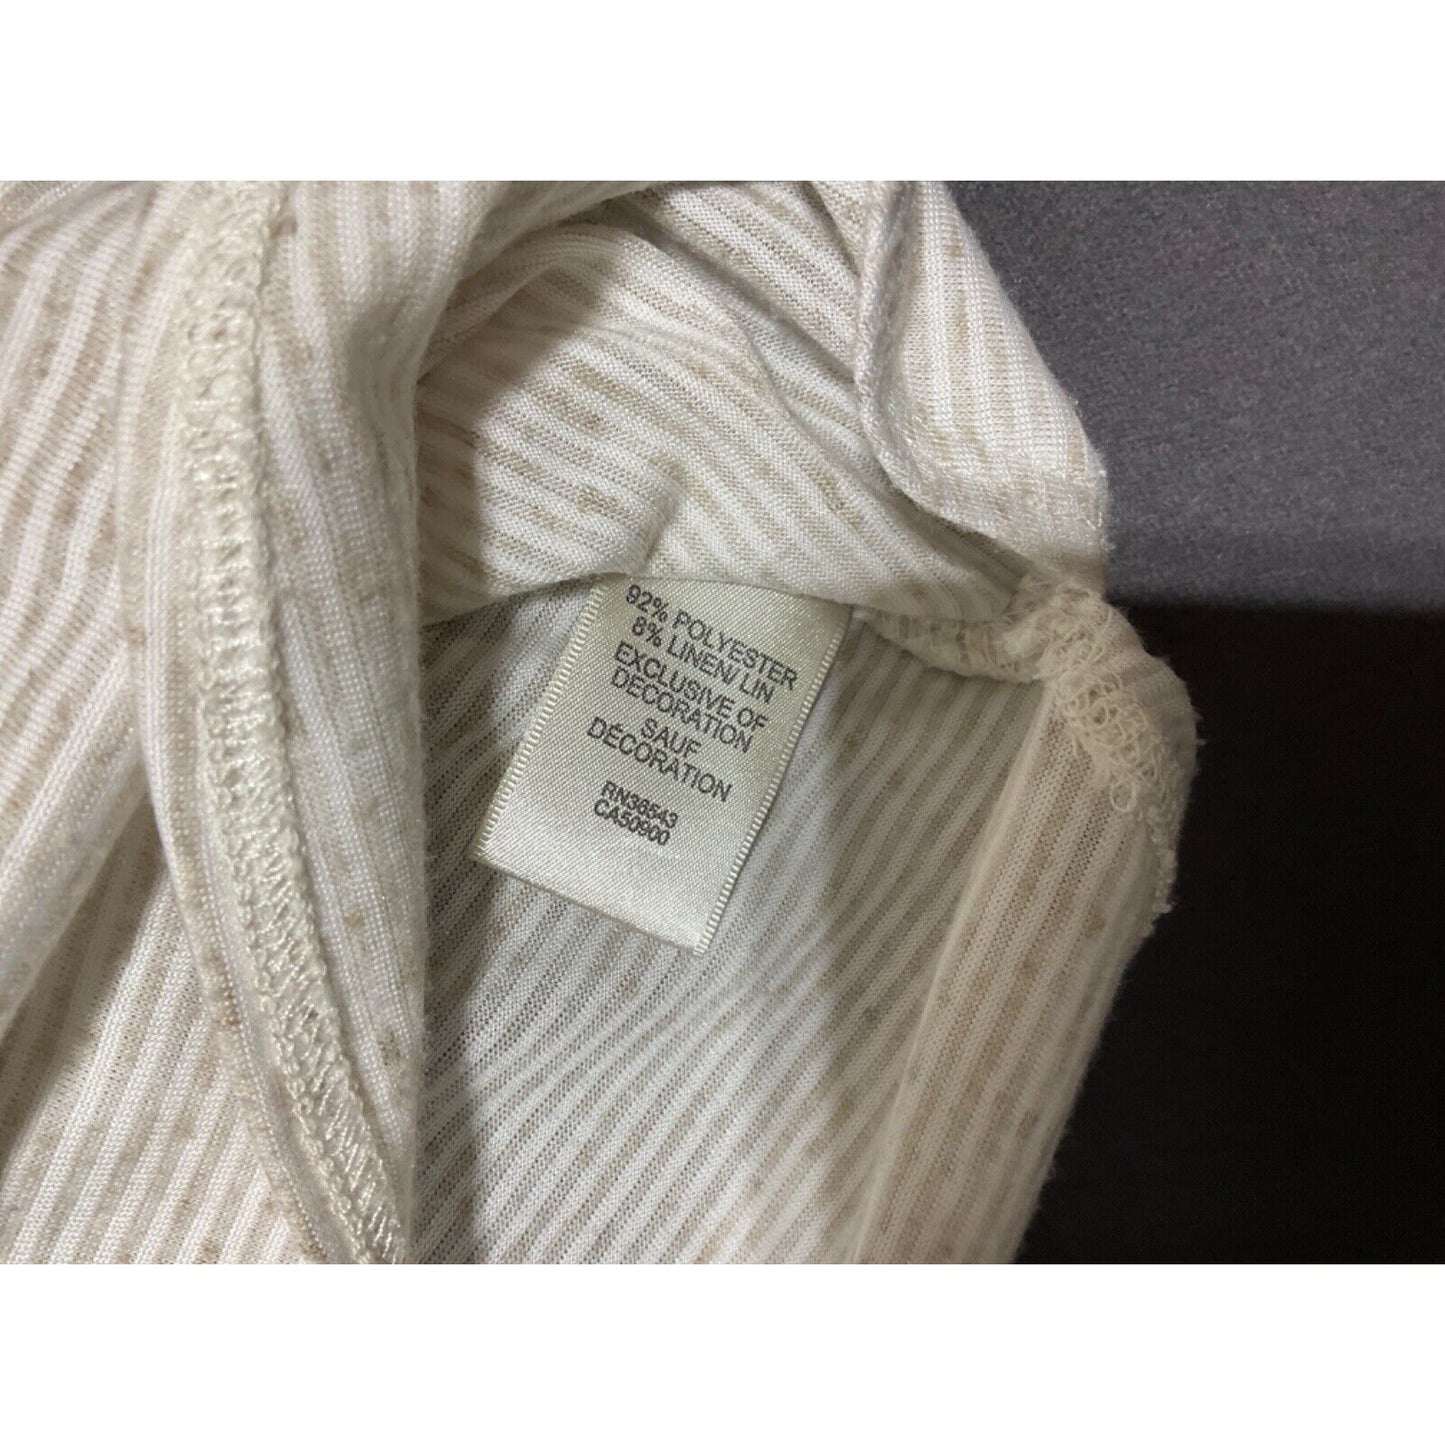 92% POLYESTER
8% LINEN/ LIN
EXCLUSIVE OF
DECORATION
SAUF
DÉCORATION
RN36543
CA50900